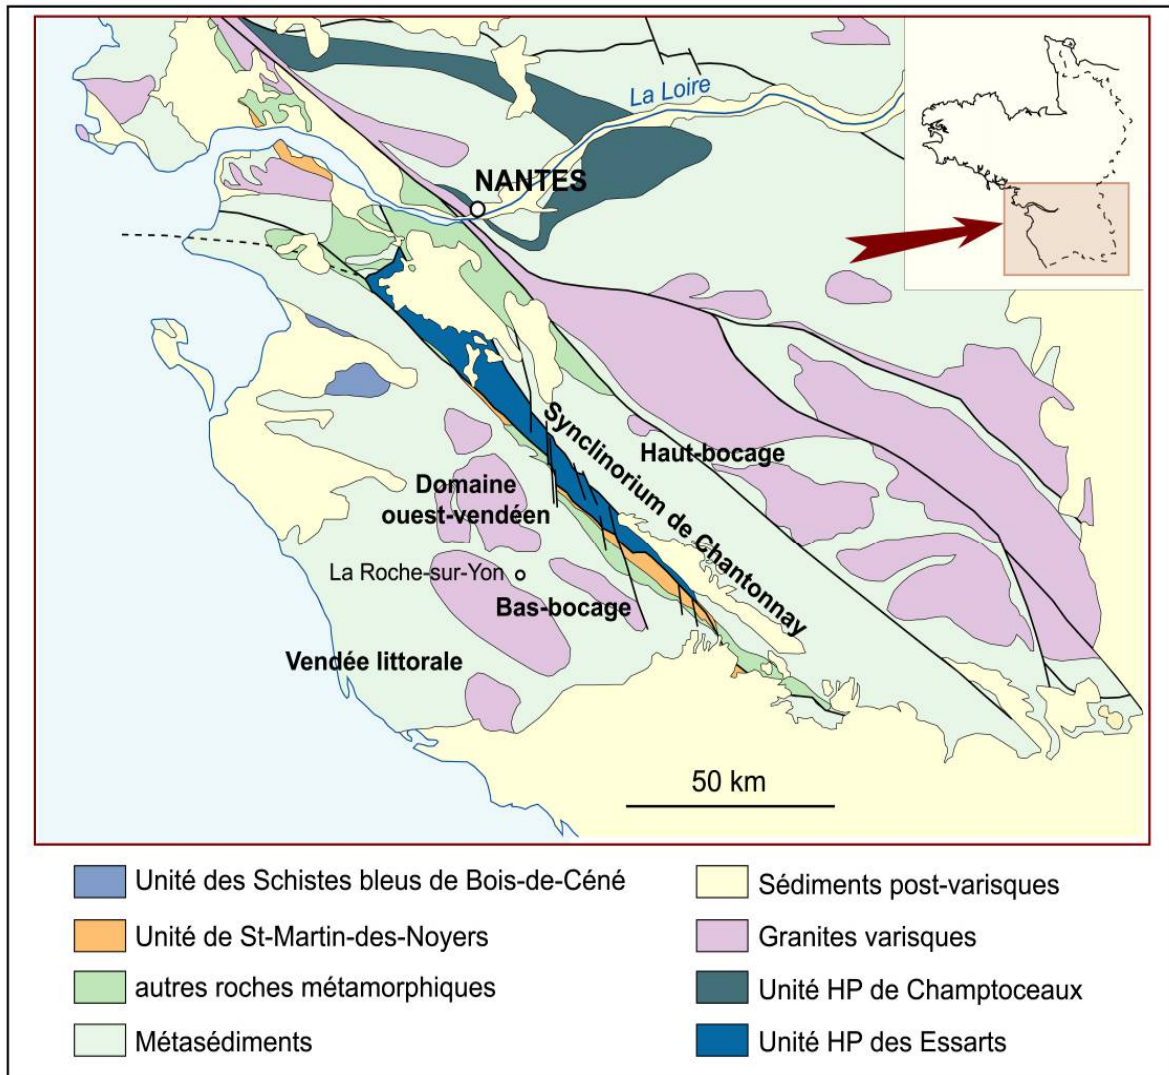 La Loire
NANTES
Synclinorium de Chantonnay
Haut-bocage
Domaine
ouest-vendéen
La Roche-sur-Yon
Bas-bocage
Vendée littorale
50 km
Unité des Schistes bleus de Bois-de-Céné
Unité de St-Martin-des-Noyers
autres roches métamorphiques
Métasédiments
Sédiments post-varisques
Granites varisques
Unité HP de Champtoceaux
Unité HP des Essarts